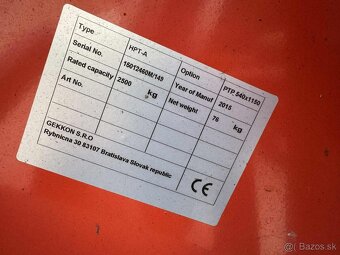 Type HPT-A Option PTP 540x1150
Serial No. 15012460M/149 Year of Manuf 2015
Rated capacity 2500 kg Net weight 76 kg
Art No.
GEKKON S.R.O
Rybnicna 30 83107 Bratislava Slovak republic
CE
Bazos.sk